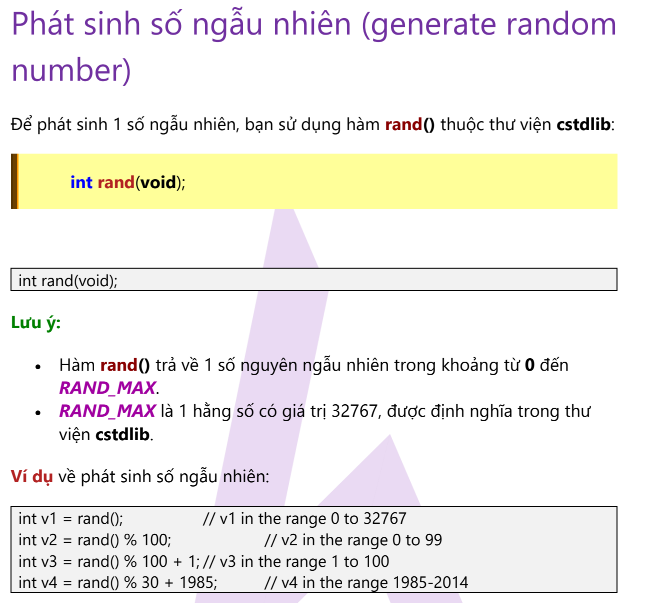 Phát sinh số ngẫu nhiên (generate random
number)
Để phát sinh 1 số ngẫu nhiên, bạn sử dụng hàm rand() thuộc thư viện cstdlib:
int rand(void);
int rand(void);
Lưu ý:
• Hàm rand() trả về 1 số nguyên ngẫu nhiên trong khoảng từ 0 đến
RAND_MAX.
• RAND_MAX là 1 hằng số có giá trị 32767, được định nghĩa trong thư
viện cstdlib.
Ví dụ về phát sinh số ngẫu nhiên:
int v1 = rand(); // v1 in the range 0 to 32767
int v2 = rand() % 100; // v2 in the range 0 to 99
int v3 = rand() % 100 + 1; // v3 in the range 1 to 100
int v4 = rand() % 30 + 1985; // v4 in the range 1985-2014